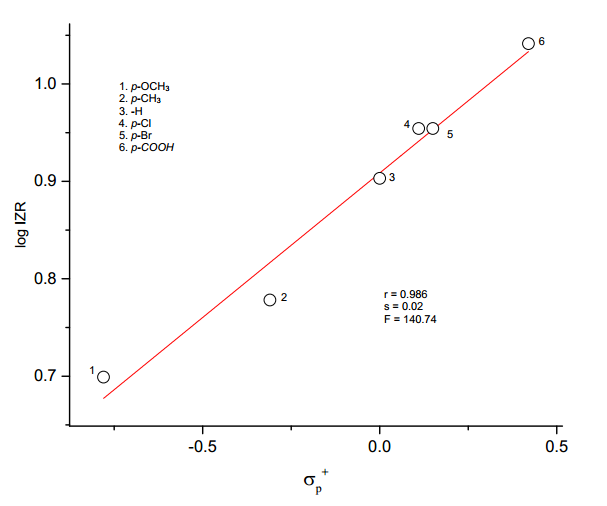 1. p-OCH₃
2. p-CH₃
3. -H
4. p-Cl
5. p-Br
6. p-COOH
log IZR
1.0
0.9
0.8
0.7
1
2
3
4
5
6
r = 0.986
s = 0.02
F = 140.74
-0.5
0.0
0.5
σₚ⁺